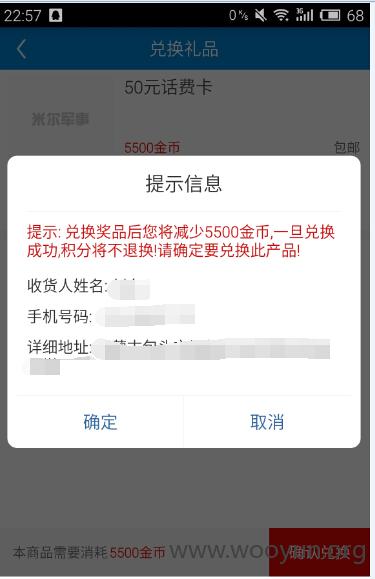 22:57
0 K/s
3G
68
兑换礼品
50元话费卡
米尔军事
5500金币
包邮
提示信息
提示: 兑换奖品后您将减少5500金币,一旦兑换
成功,积分将不退换!请确定要兑换此产品!
收货人姓名:
手机号码:
详细地址:
确定
取消
本商品需要消耗5500金币
确认兑换
www.wooyun.org